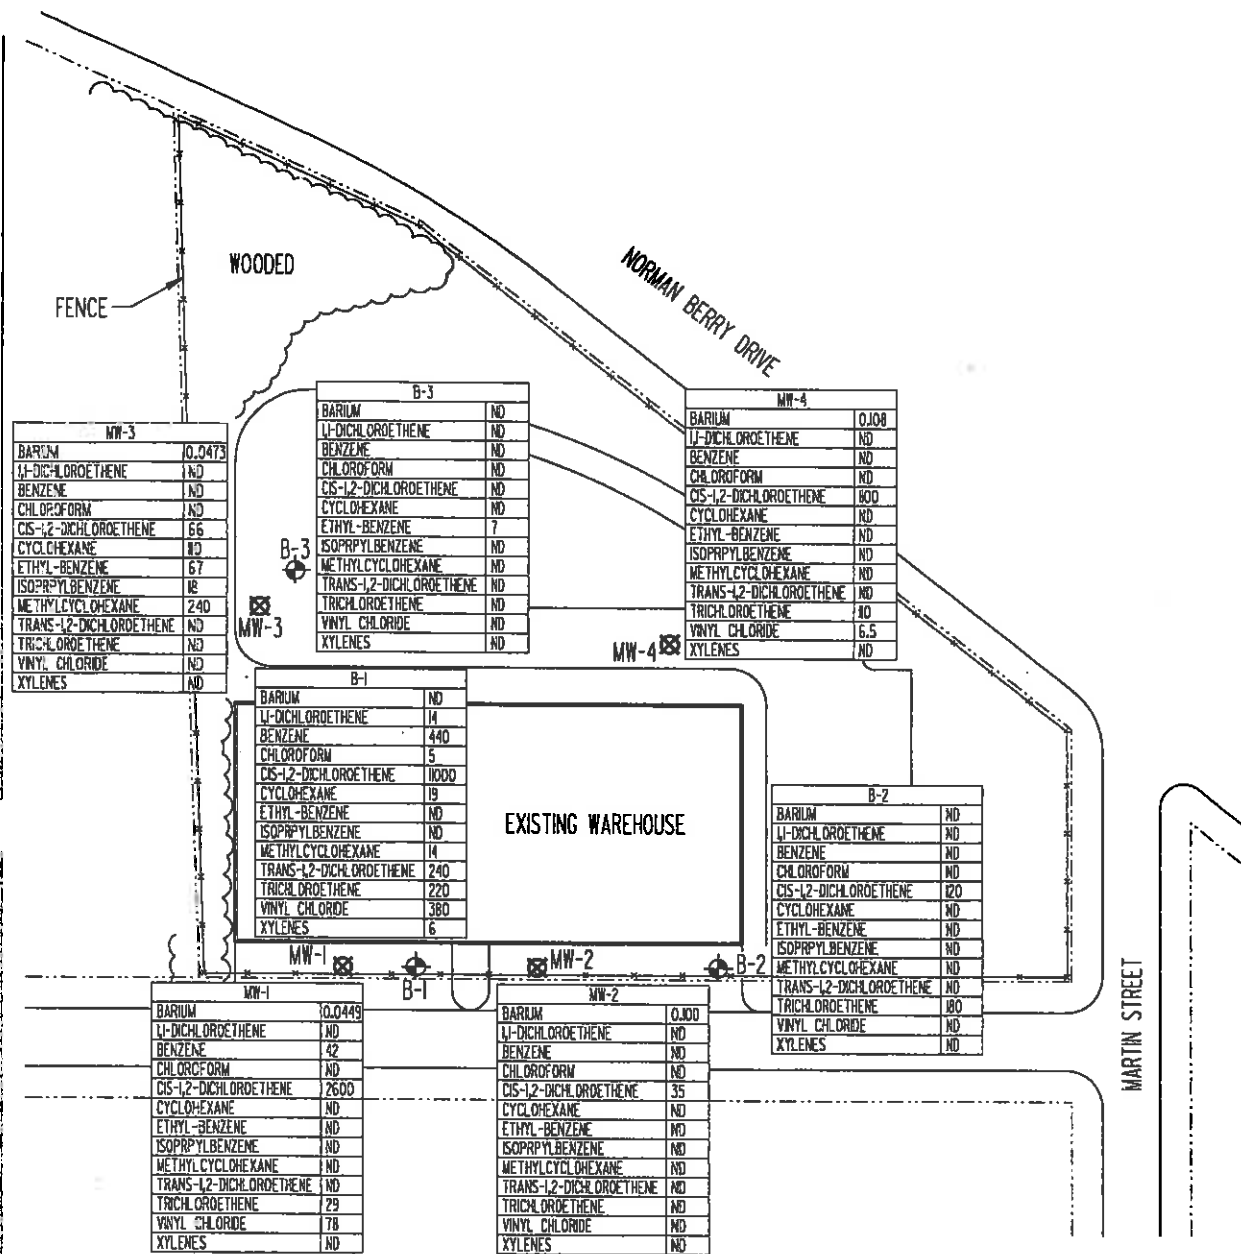 WOODED
FENCE
NORMAN BERRY DRIVE
B-3
BARIUM ND
1,1-DICHLOROETHENE ND
BENZENE ND
CHLOROFORM ND
CIS-1,2-DICHLOROETHENE ND
CYCLOHEXANE ND
ETHYL-BENZENE 7
ISOPRPYLBENZENE ND
METHYLCYCLOHEXANE ND
TRANS-1,2-DICHLOROETHENE ND
TRICHLOROETHENE ND
VINYL CHLORIDE ND
XYLENES ND
MW-4
BARIUM 0.108
1,1-DICHLOROETHENE ND
BENZENE ND
CHLOROFORM ND
CIS-1,2-DICHLOROETHENE
CYCLOHEXANE ND
ETHYL-BENZENE ND
ISOPRPYLBENZENE ND
METHYLCYCLOHEXANE ND
TRANS-1,2-DICHLOROETHENE ND
TRICHLOROETHENE
VINYL CHLORIDE 6.5
XYLENES ND
MW-3
BARIUM 0.0473
1,1-DICHLOROETHENE ND
BENZENE ND
CHLOROFORM ND
CIS-1,2-DICHLOROETHENE 66
CYCLOHEXANE
ETHYL-BENZENE 67
ISOPRPYLBENZENE 18
METHYLCYCLOHEXANE 240
TRANS-1,2-DICHLOROETHENE ND
TRICHLOROETHENE ND
VINYL CHLORIDE ND
XYLENES ND
B-3
MW-3
MW-4
B-1
BARIUM ND
1,1-DICHLOROETHENE 14
BENZENE 440
CHLOROFORM 5
CIS-1,2-DICHLOROETHENE 11000
CYCLOHEXANE 19
ETHYL-BENZENE ND
ISOPRPYLBENZENE ND
METHYLCYCLOHEXANE 14
TRANS-1,2-DICHLOROETHENE 240
TRICHLOROETHENE 220
VINYL CHLORIDE 380
XYLENES 6
EXISTING WAREHOUSE
B-2
BARIUM ND
1,1-DICHLOROETHENE ND
BENZENE ND
CHLOROFORM ND
CIS-1,2-DICHLOROETHENE 120
CYCLOHEXANE ND
ETHYL-BENZENE ND
ISOPRPYLBENZENE ND
METHYLCYCLOHEXANE ND
TRANS-1,2-DICHLOROETHENE ND
TRICHLOROETHENE 180
VINYL CHLORIDE ND
XYLENES ND
MW-1
B-1
MW-2
B-2
MARTIN STREET
MW-1
BARIUM 0.0449
1,1-DICHLOROETHENE ND
BENZENE 42
CHLOROFORM ND
CIS-1,2-DICHLOROETHENE 2600
CYCLOHEXANE ND
ETHYL-BENZENE ND
ISOPRPYLBENZENE ND
METHYLCYCLOHEXANE ND
TRANS-1,2-DICHLOROETHENE ND
TRICHLOROETHENE 29
VINYL CHLORIDE 78
XYLENES ND
MW-2
BARIUM 0.100
1,1-DICHLOROETHENE ND
BENZENE ND
CHLOROFORM ND
CIS-1,2-DICHLOROETHENE 35
CYCLOHEXANE ND
ETHYL-BENZENE ND
ISOPRPYLBENZENE ND
METHYLCYCLOHEXANE ND
TRANS-1,2-DICHLOROETHENE ND
TRICHLOROETHENE ND
VINYL CHLORIDE ND
XYLENES ND